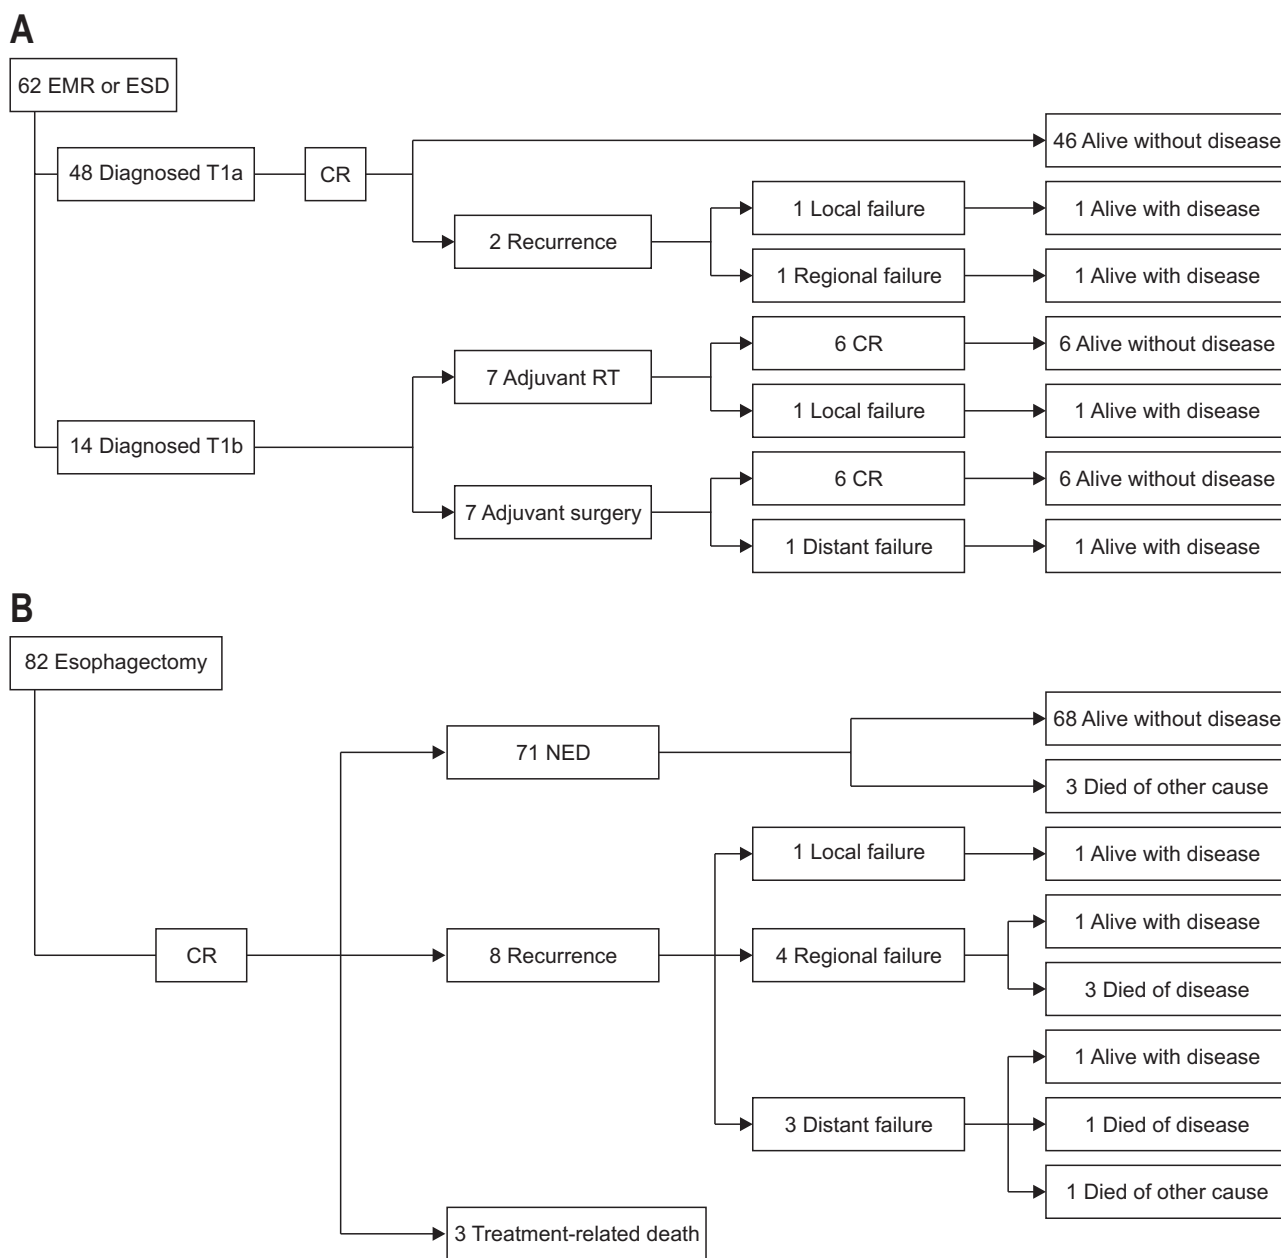 A
62 EMR or ESD
46 Alive without disease
48 Diagnosed T1a
CR
1 Local failure
1 Alive with disease
2 Recurrence
1 Regional failure
1 Alive with disease
6 CR
6 Alive without disease
7 Adjuvant RT
1 Local failure
1 Alive with disease
14 Diagnosed T1b
6 CR
6 Alive without disease
7 Adjuvant surgery
1 Distant failure
1 Alive with disease
B
82 Esophagectomy
68 Alive without disease
71 NED
3 Died of other cause
1 Local failure
1 Alive with disease
1 Alive with disease
CR
8 Recurrence
4 Regional failure
3 Died of disease
1 Alive with disease
3 Distant failure
1 Died of disease
1 Died of other cause
3 Treatment-related death